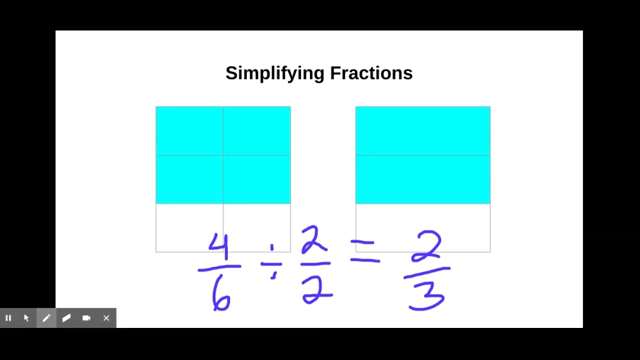 Simplifying Fractions
4/6 ÷ 2/2 = 2/3